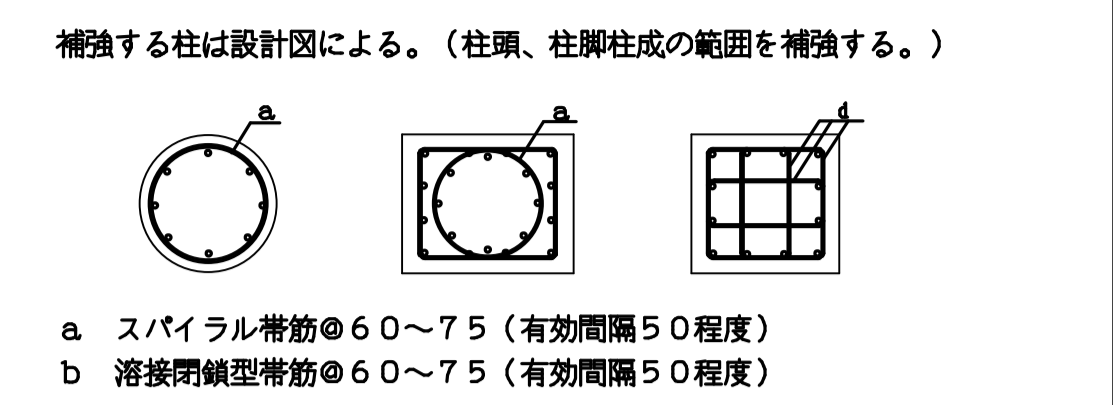 補強する柱は設計図による。(柱頭、柱脚柱成の範囲を補強する。)
a a d
a スパイラル帯筋@60〜75(有効間隔50程度)
b 溶接閉鎖型帯筋@60〜75(有効間隔50程度)